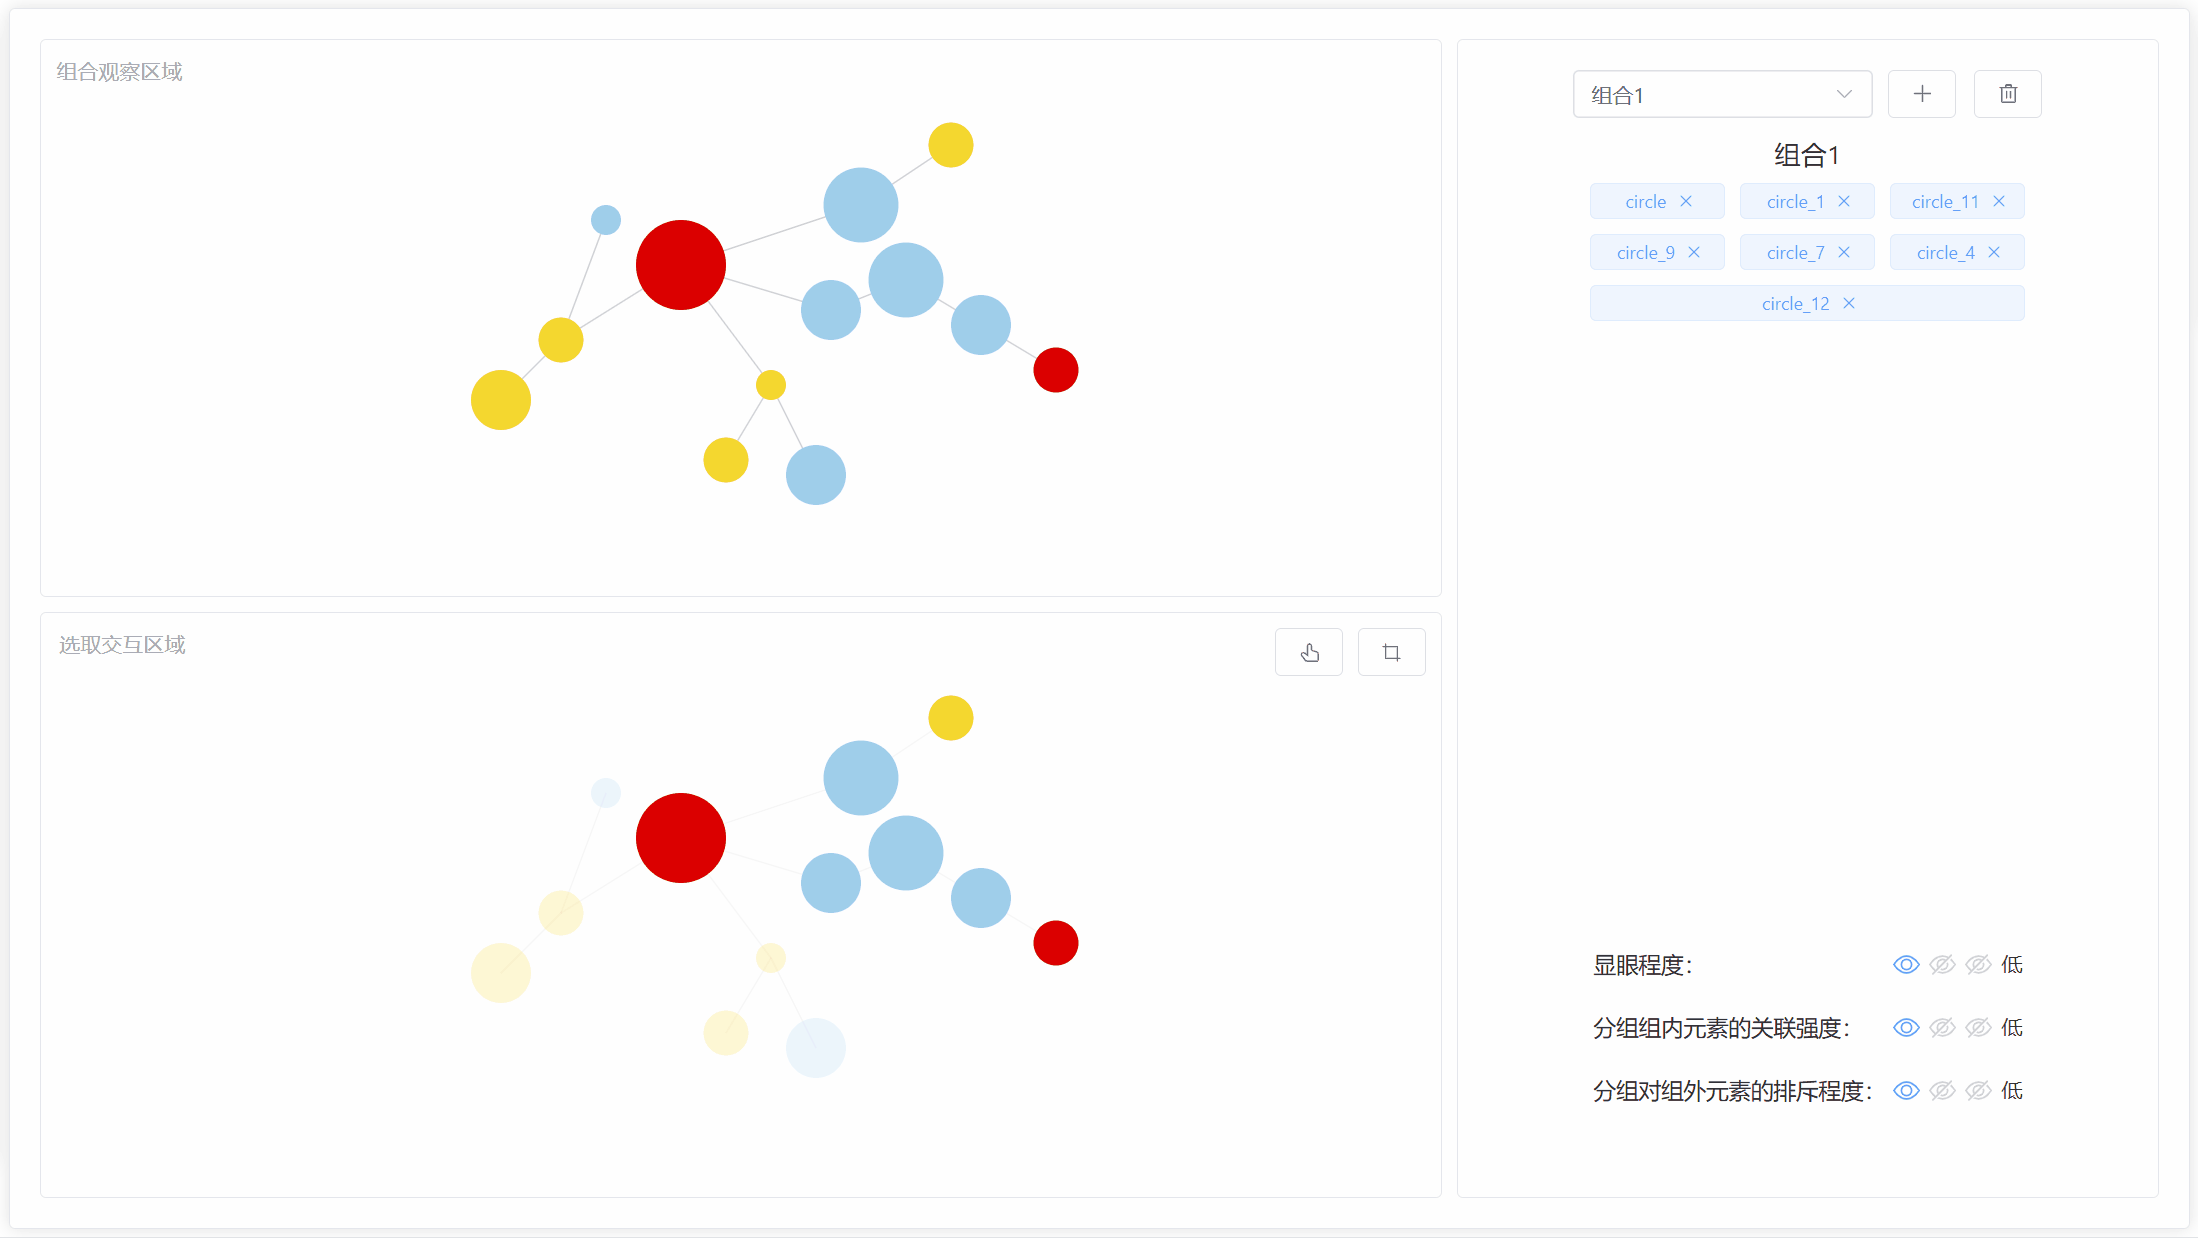 组合观察区域
选取交互区域
组合1
组合1
circle
circle_1
circle_11
circle_9
circle_7
circle_4
circle_12
显眼程度： 低
分组组内元素的关联强度： 低
分组对组外元素的排斥程度： 低